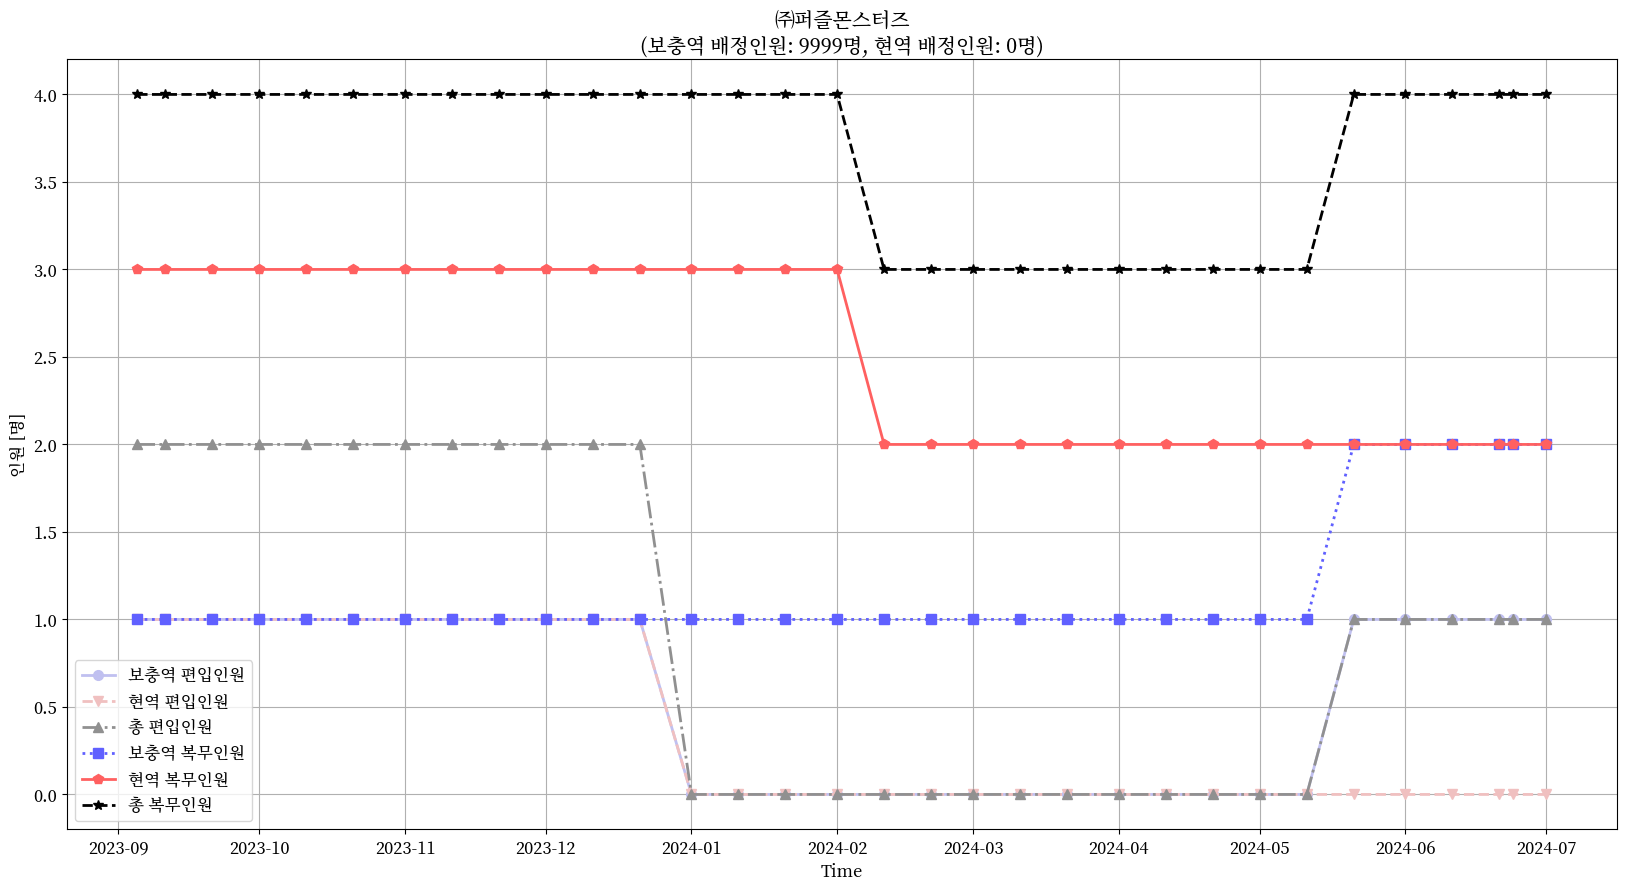 ㈜퍼즐몬스터즈
(보충역 배정인원: 9999명, 현역 배정인원: 0명)
인원 [명]
4.0
3.5
3.0
2.5
2.0
1.5
1.0
0.5
0.0
보충역 편입인원
현역 편입인원
총 편입인원
보충역 복무인원
현역 복무인원
총 복무인원
2023-09 2023-10 2023-11 2023-12 2024-01 2024-02 2024-03 2024-04 2024-05 2024-06 2024-07
Time